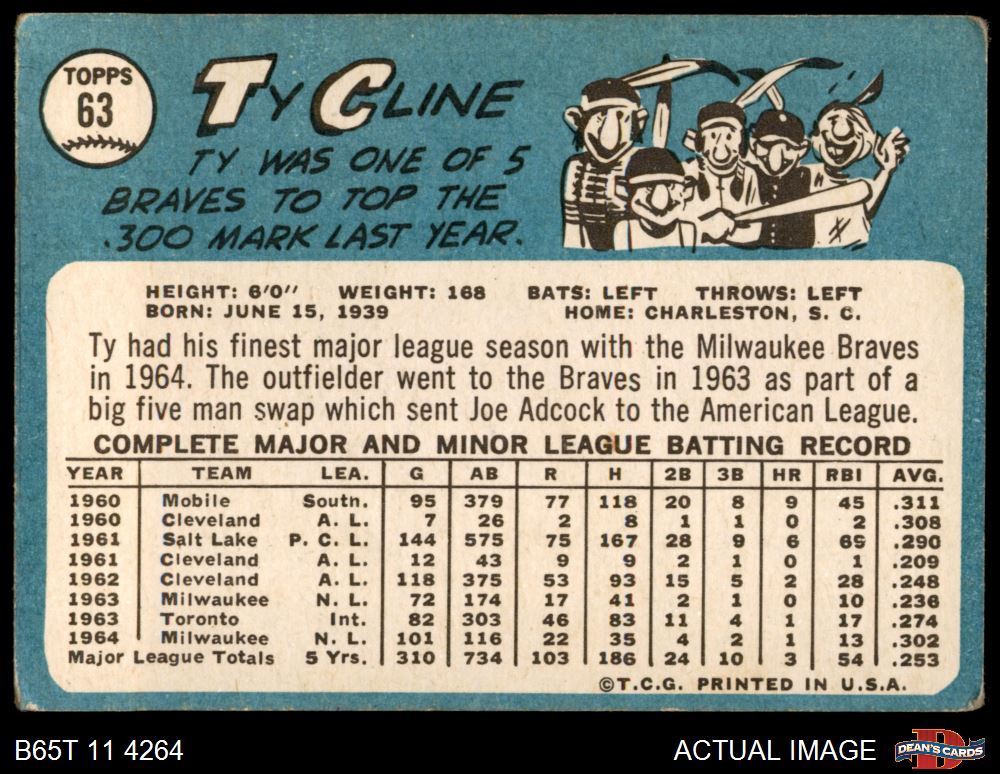 TOPPS
63
TY CLINE
TY WAS ONE OF 5
BRAVES TO TOP THE
.300 MARK LAST YEAR.
HEIGHT: 6'0" WEIGHT: 168 BATS: LEFT THROWS: LEFT
BORN: JUNE 15, 1939 HOME: CHARLESTON, S. C.
Ty had his finest major league season with the Milwaukee Braves
in 1964. The outfielder went to the Braves in 1963 as part of a
big five man swap which sent Joe Adcock to the American League.
COMPLETE MAJOR AND MINOR LEAGUE BATTING RECORD
YEAR TEAM LEA. G AB R H 2B 3B HR RBI AVG.
1960 Mobile South. 95 379 77 118 20 8 9 45 .311
1960 Cleveland A. L. 7 26 2 8 1 1 0 2 .308
1961 Salt Lake P. C. L. 144 575 75 167 28 9 6 69 .290
1961 Cleveland A. L. 12 43 9 9 2 1 0 1 .209
1962 Cleveland A. L. 118 375 53 93 15 5 2 28 .248
1963 Milwaukee N. L. 72 174 17 41 2 1 0 10 .236
1963 Toronto Int. 82 303 46 83 11 4 1 17 .274
1964 Milwaukee N. L. 101 116 22 35 4 2 1 13 .302
Major League Totals 5 Yrs. 310 734 103 186 24 10 3 54 .253
©T.C.G. PRINTED IN U.S.A.
B65T 11 4264 ACTUAL IMAGE
D
DEAN'S CARDS